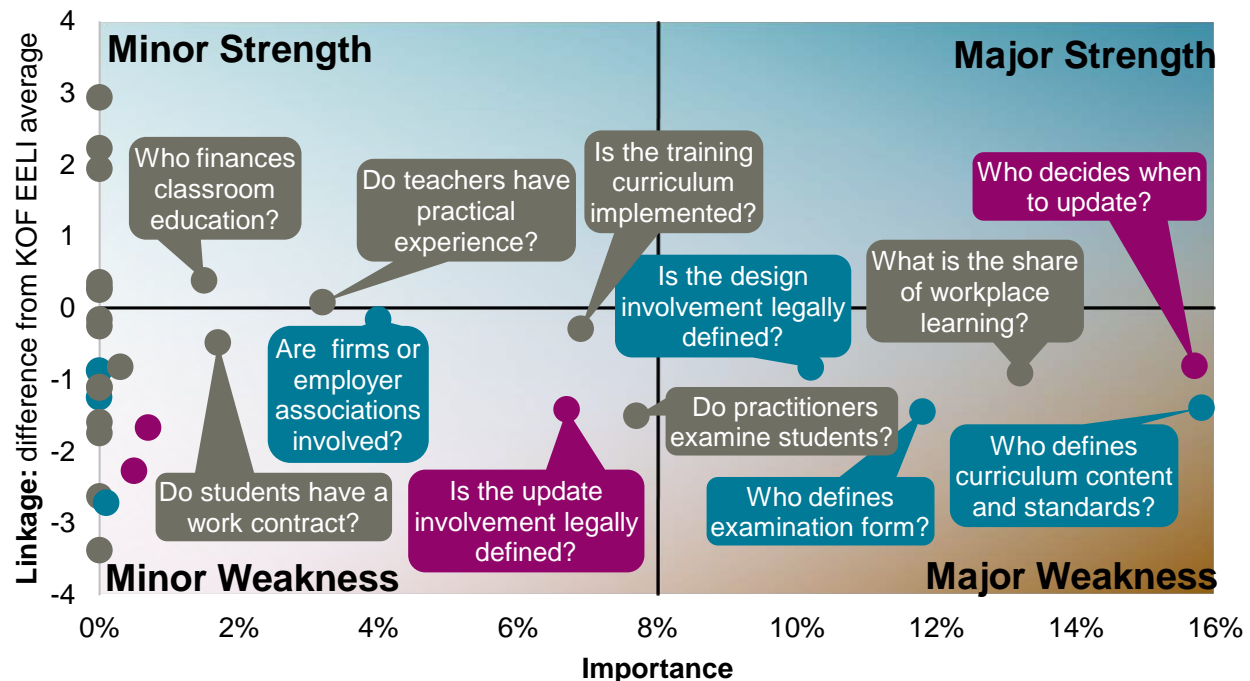 4
3
2
1
0
-1
-2
-3
-4
Linkage: difference from KOF EELI average
Minor Strength
Major Strength
Who finances
classroom
education?
Do teachers have
practical
experience?
Is the training
curriculum
implemented?
Who decides when
to update?
Is the design
involvement legally
defined?
What is the share
of workplace
learning?
Are firms or
employer
associations
involved?
Do practitioners
examine students?
Do students have a
work contract?
Is the update
involvement legally
defined?
Who defines
examination form?
Who defines
curriculum content
and standards?
Minor Weakness
Major Weakness
0%
2%
4%
6%
8%
10%
12%
14%
16%
Importance